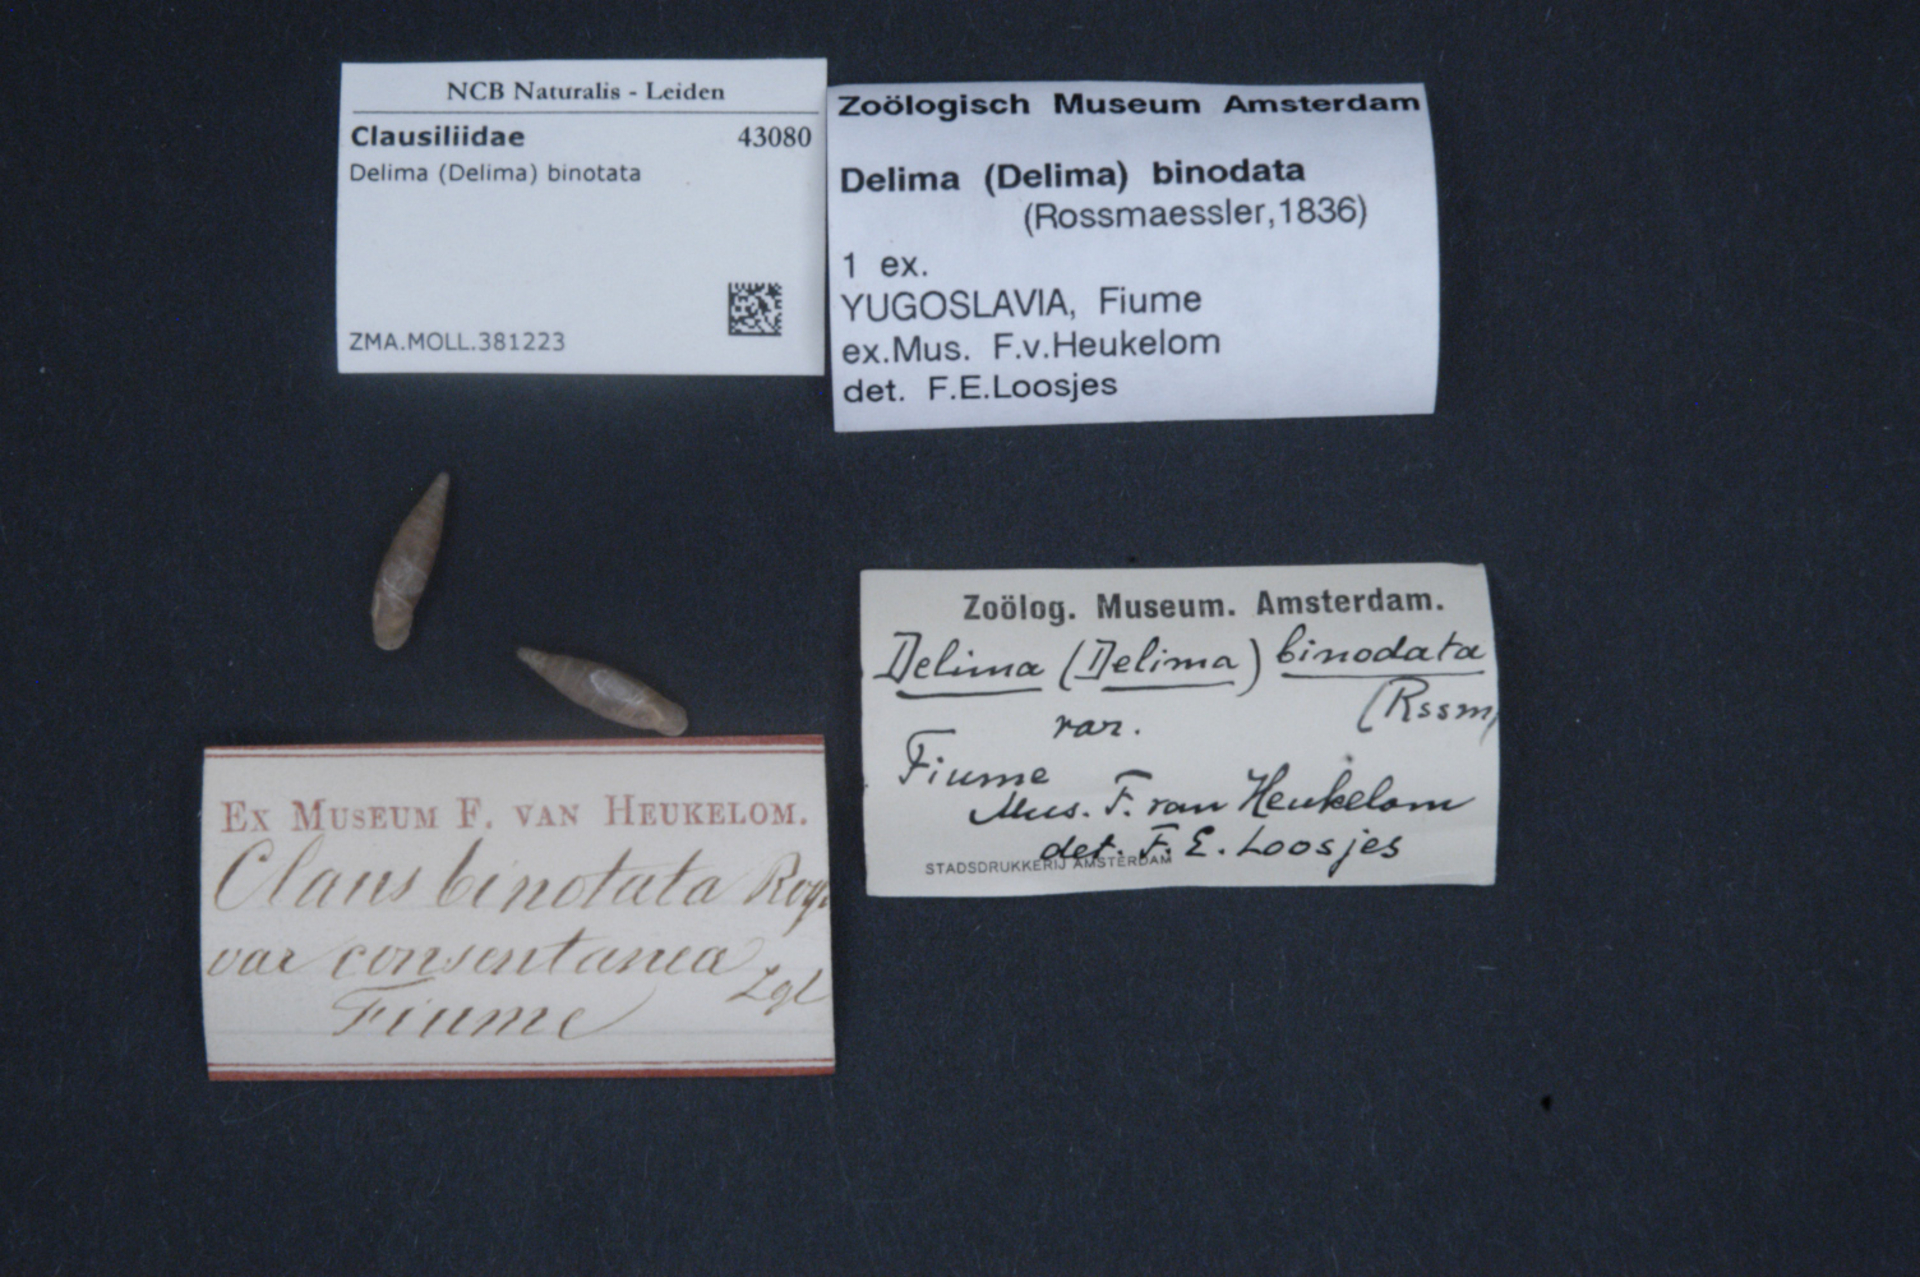 NCB Naturalis - Leiden
Clausiliidae 43080
Delima (Delima) binotata
ZMA.MOLL.381223
Zoölogisch Museum Amsterdam
Delima (Delima) binodata
(Rossmaessler,1836)
1 ex.
YUGOSLAVIA, Fiume
ex.Mus. F.v.Heukelom
det. F.E.Loosjes
Zoölog. Museum. Amsterdam.
Delima (Delima) binodata
(Rssm)
var.
Fiume
Mus. F. van Heukelom
det. F. E. Loosjes
STADSDRUKKERIJ AMSTERDAM
EX MUSEUM F. VAN HEUKELOM.
Claus binotata
var consentanea
Zgl
Fiume